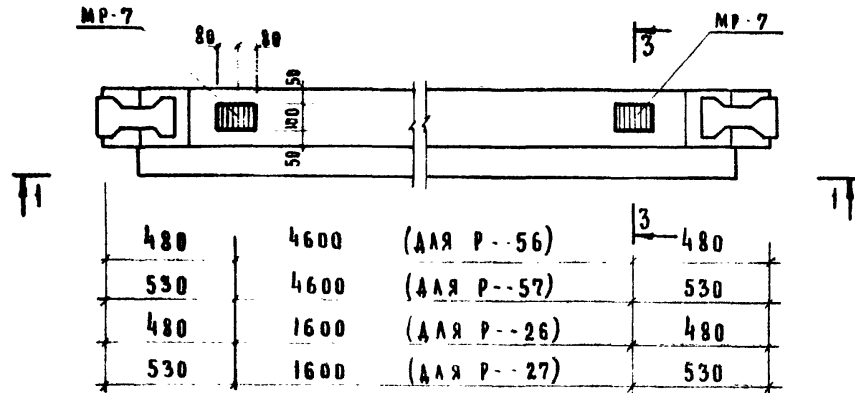 МР-7 МР-7
80 80 3
50
100
50
1 1
3
480 4600 (ДЛЯ Р--56) 480
530 4600 (ДЛЯ Р--57) 530
480 1600 (ДЛЯ Р--26) 480
530 1600 (ДЛЯ Р--27) 530